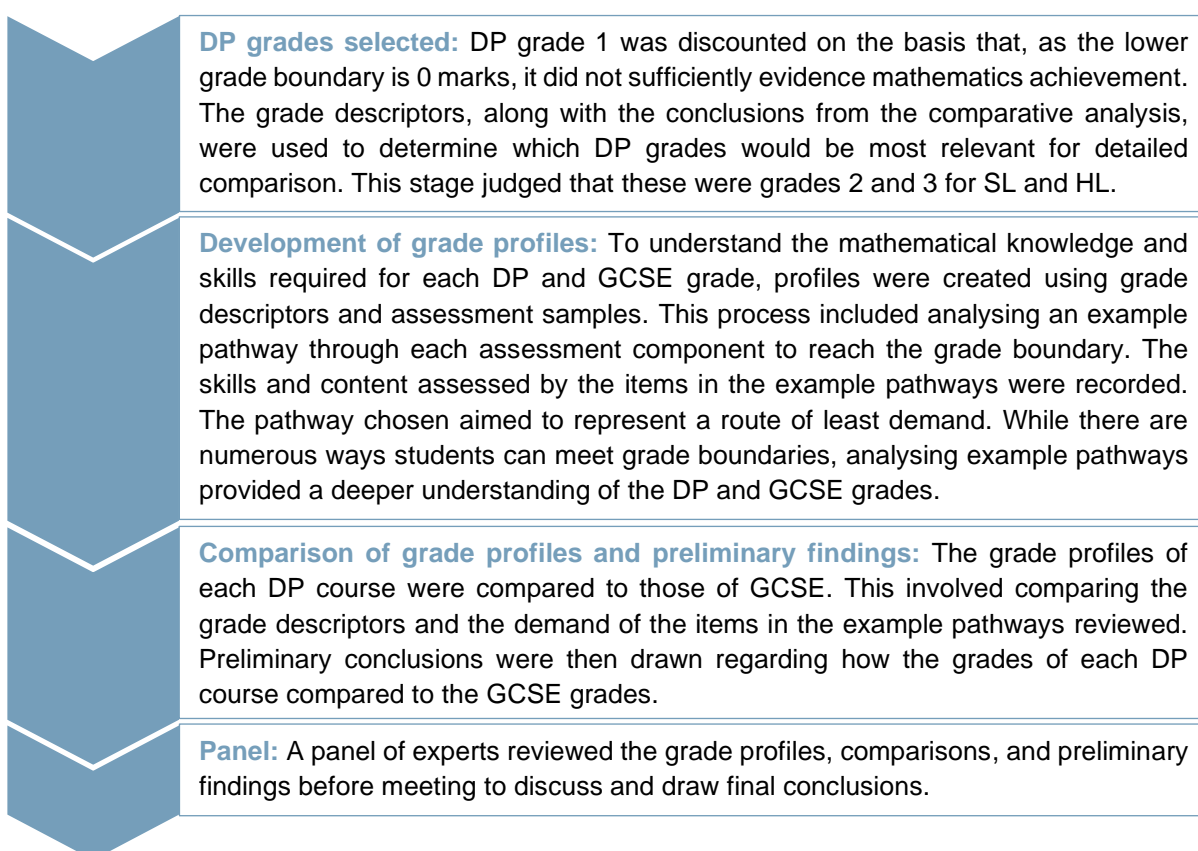 DP grades selected: DP grade 1 was discounted on the basis that, as the lower
grade boundary is 0 marks, it did not sufficiently evidence mathematics achievement.
The grade descriptors, along with the conclusions from the comparative analysis,
were used to determine which DP grades would be most relevant for detailed
comparison. This stage judged that these were grades 2 and 3 for SL and HL.
Development of grade profiles: To understand the mathematical knowledge and
skills required for each DP and GCSE grade, profiles were created using grade
descriptors and assessment samples. This process included analysing an example
pathway through each assessment component to reach the grade boundary. The
skills and content assessed by the items in the example pathways were recorded.
The pathway chosen aimed to represent a route of least demand. While there are
numerous ways students can meet grade boundaries, analysing example pathways
provided a deeper understanding of the DP and GCSE grades.
Comparison of grade profiles and preliminary findings: The grade profiles of
each DP course were compared to those of GCSE. This involved comparing the
grade descriptors and the demand of the items in the example pathways reviewed.
Preliminary conclusions were then drawn regarding how the grades of each DP
course compared to the GCSE grades.
Panel: A panel of experts reviewed the grade profiles, comparisons, and preliminary
findings before meeting to discuss and draw final conclusions.